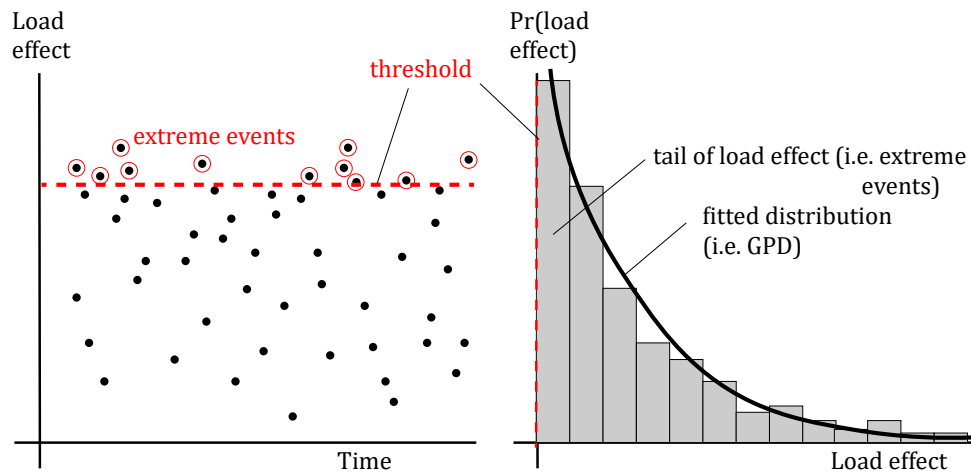 Load
effect
extreme events
Time
threshold
Pr(load
effect)
tail of load effect (i.e. extreme
events)
fitted distribution
(i.e. GPD)
Load effect